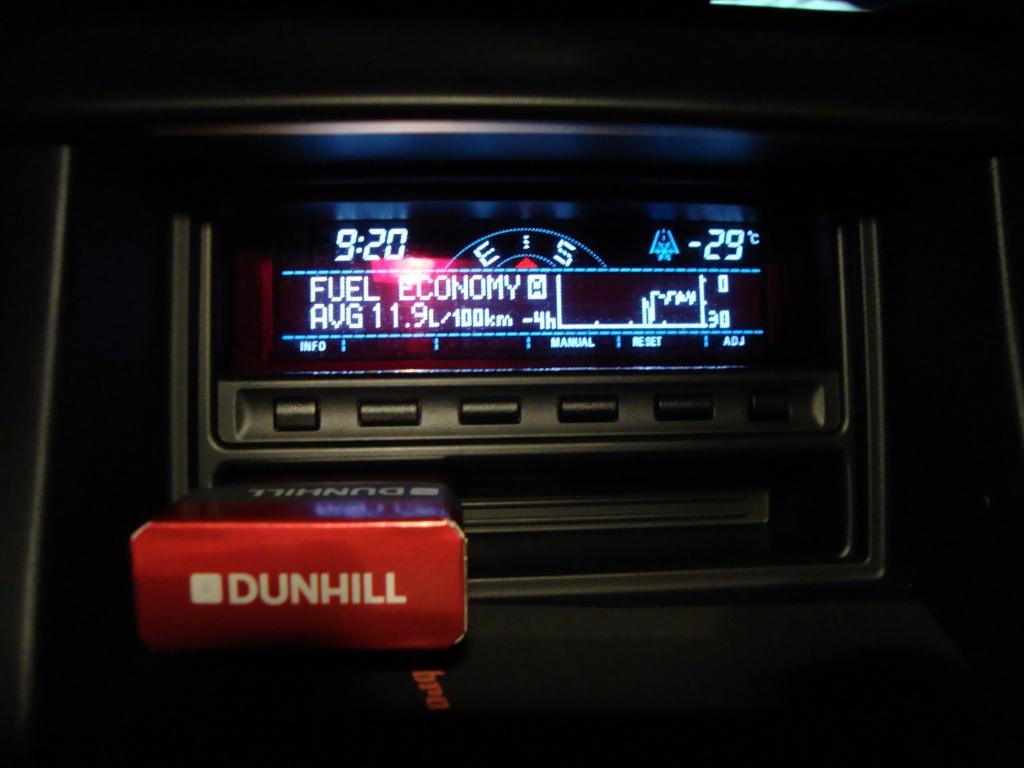 9:20 E S -29°C
FUEL ECONOMY M 0
AVG 11.9L/100km -4h 30
INFO MANUAL RESET ADJ
DUNHILL
DUNHILL